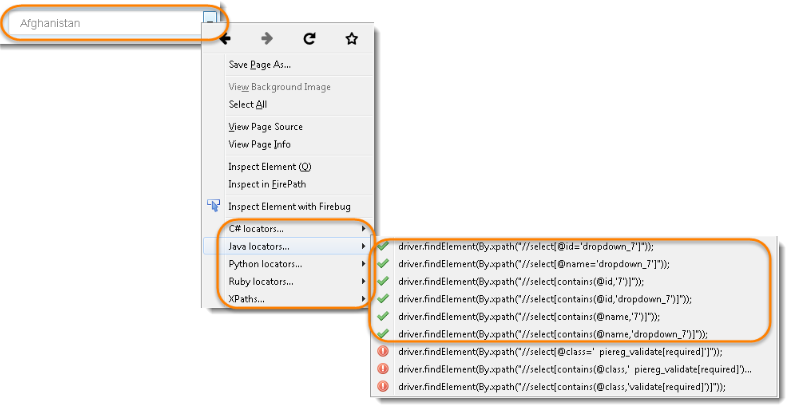 Afghanistan
Save Page As...
View Background Image
Select All
View Page Source
View Page Info
Inspect Element (Q)
Inspect in FirePath
Inspect Element with Firebug
C# locators...
Java locators...
Python locators...
Ruby locators...
XPaths...
driver.findElement(By.xpath("//select[@id='dropdown_7']"));
driver.findElement(By.xpath("//select[@name='dropdown_7']"));
driver.findElement(By.xpath("//select[contains(@id,'7')]"));
driver.findElement(By.xpath("//select[contains(@id,'dropdown_7')]"));
driver.findElement(By.xpath("//select[contains(@name,'7')]"));
driver.findElement(By.xpath("//select[contains(@name,'dropdown_7')]"));
driver.findElement(By.xpath("//select[@class='  piereg_validate[required]']"));
driver.findElement(By.xpath("//select[contains(@class,'  piereg_validate[required]')...
driver.findElement(By.xpath("//select[contains(@class,'validate[required]')]"));